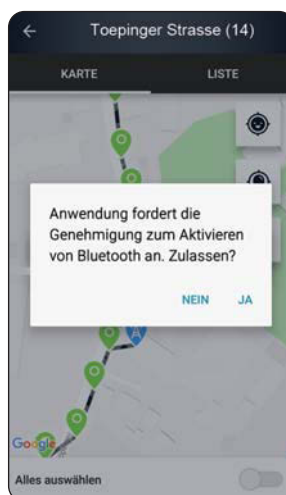 Toepinger Strasse (14)
KARTE LISTE
Anwendung fordert die
Genehmigung zum Aktivieren
von Bluetooth an. Zulassen?
NEIN JA
A
Google
Alles auswählen